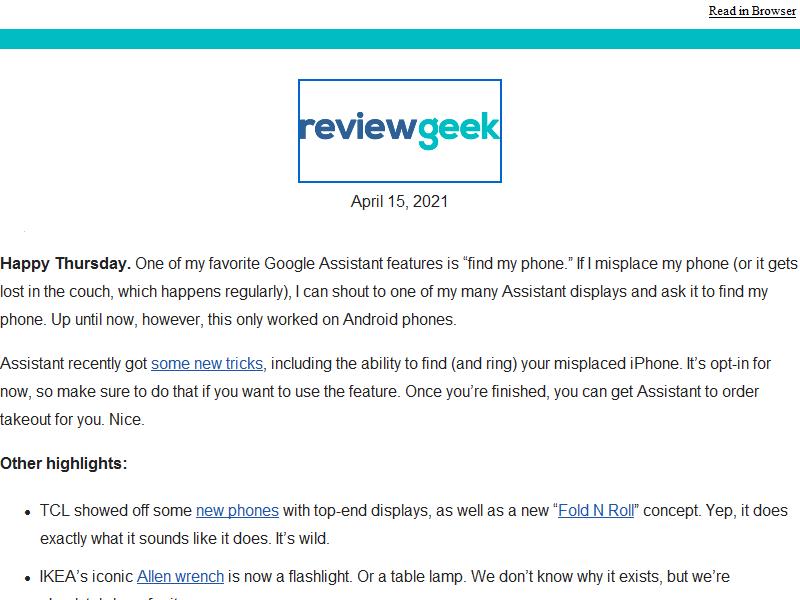 Read in Browser
reviewgeek
April 15, 2021
Happy Thursday. One of my favorite Google Assistant features is “find my phone.” If I misplace my phone (or it gets
lost in the couch, which happens regularly), I can shout to one of my many Assistant displays and ask it to find my
phone. Up until now, however, this only worked on Android phones.
Assistant recently got some new tricks, including the ability to find (and ring) your misplaced iPhone. It’s opt-in for
now, so make sure to do that if you want to use the feature. Once you’re finished, you can get Assistant to order
takeout for you. Nice.
Other highlights:
• TCL showed off some new phones with top-end displays, as well as a new “Fold N Roll” concept. Yep, it does
exactly what it sounds like it does. It’s wild.
• IKEA’s iconic Allen wrench is now a flashlight. Or a table lamp. We don’t know why it exists, but we’re